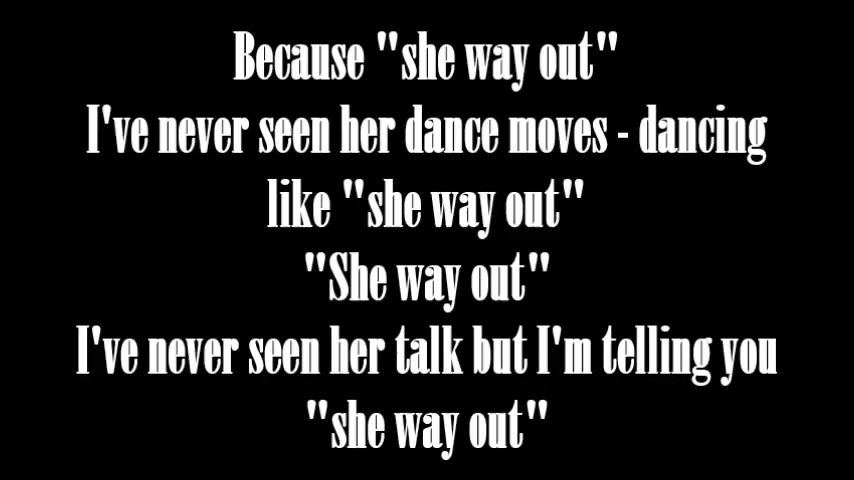 Because "she way out"
I've never seen her dance moves - dancing
like "she way out"
"She way out"
I've never seen her talk but I'm telling you
"she way out"